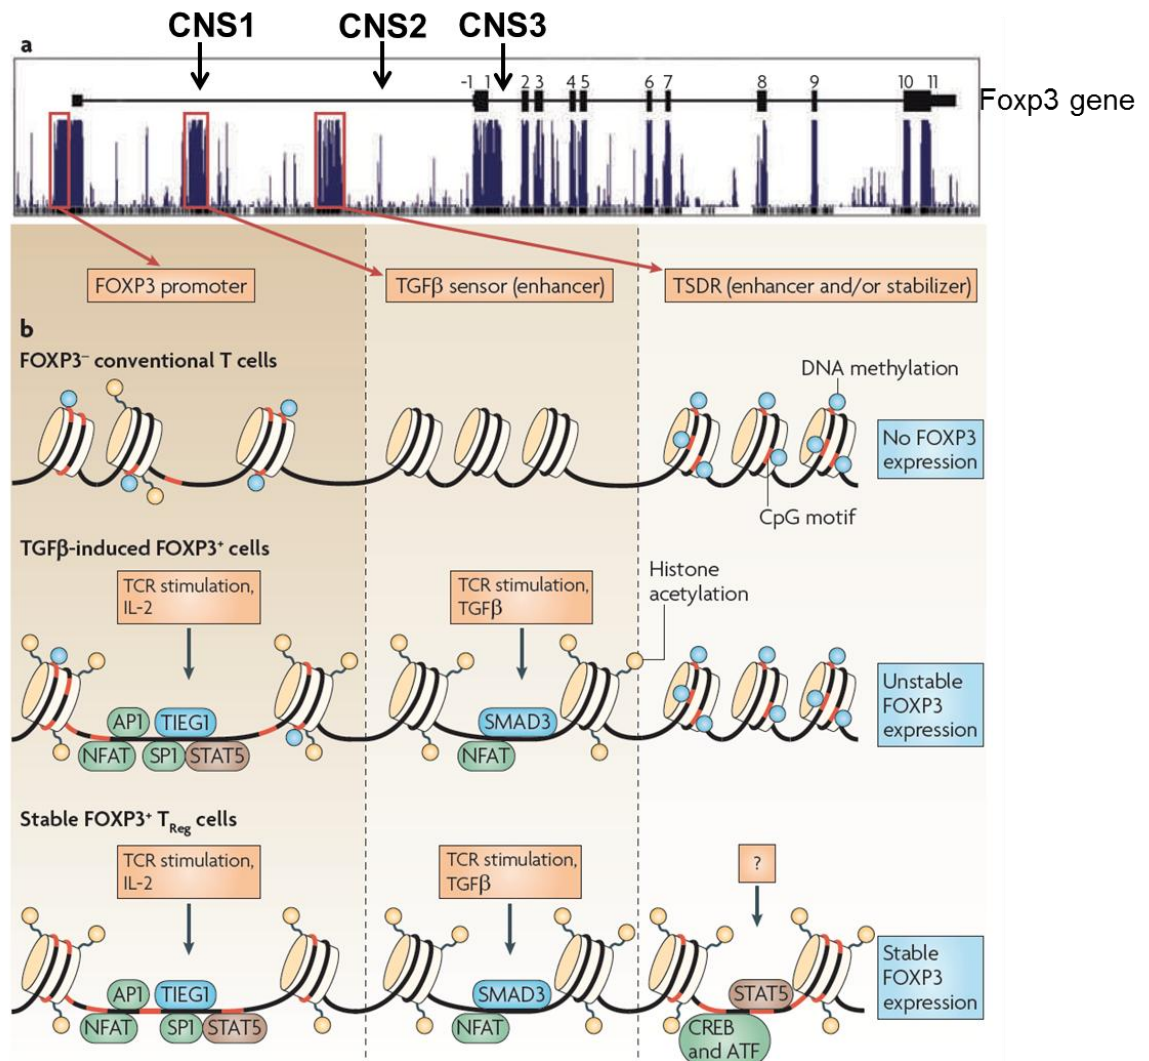 CNS1 CNS2 CNS3
a
-1 1 2 3 4 5 6 7 8 9 10 11
Foxp3 gene
FOXP3 promoter
TGFβ sensor (enhancer)
TSDR (enhancer and/or stabilizer)
b
FOXP3⁻ conventional T cells
DNA methylation
No FOXP3
expression
CpG motif
TGFβ-induced FOXP3⁺ cells
TCR stimulation,
IL-2
TCR stimulation,
TGFβ
Histone
acetylation
AP1 TIEG1
NFAT SP1 STAT5
SMAD3
NFAT
Unstable
FOXP3
expression
Stable FOXP3⁺ TReg cells
TCR stimulation,
IL-2
TCR stimulation,
TGFβ
?
AP1 TIEG1
NFAT SP1 STAT5
SMAD3
NFAT
STAT5
CREB
and ATF
Stable
FOXP3
expression